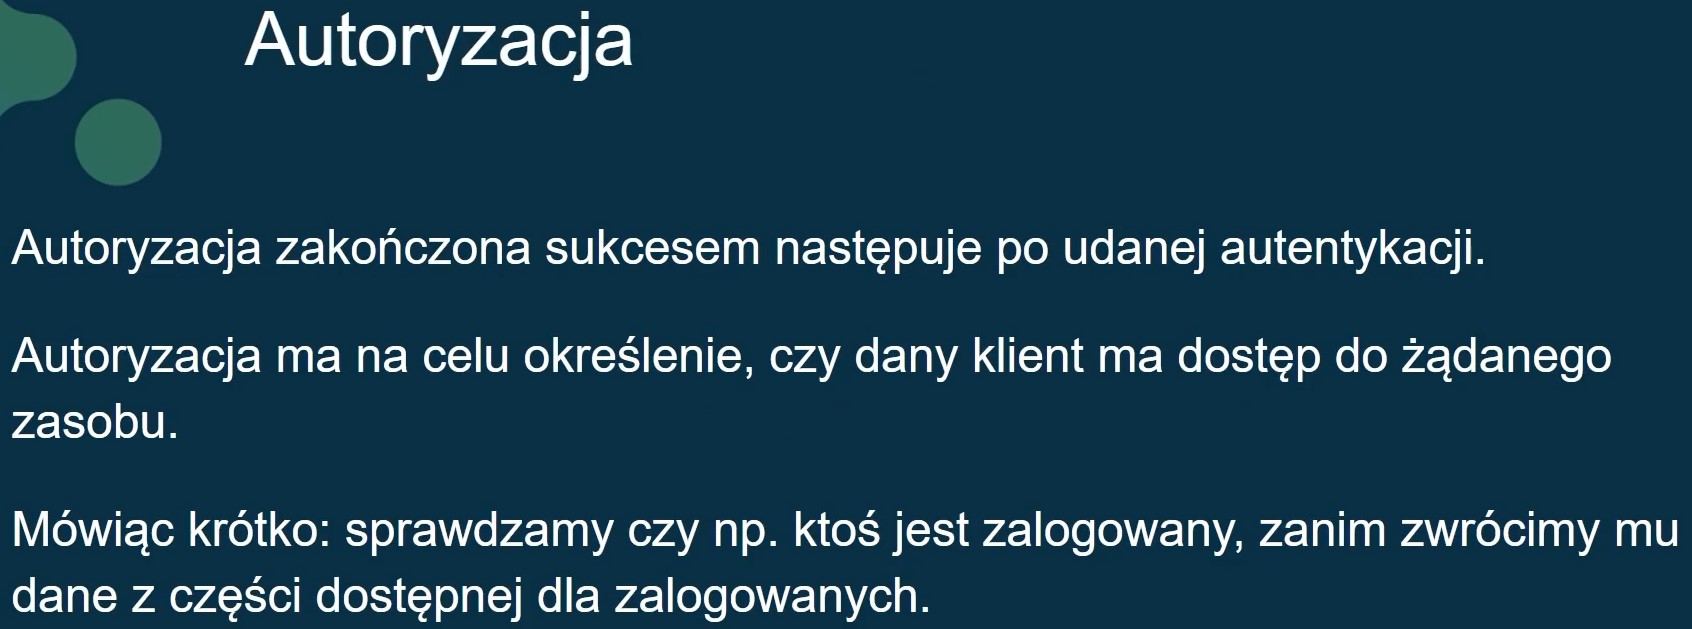 Autoryzacja
Autoryzacja zakończona sukcesem następuje po udanej autentykacji.
Autoryzacja ma na celu określenie, czy dany klient ma dostęp do żądanego
zasobu.
Mówiąc krótko: sprawdzamy czy np. ktoś jest zalogowany, zanim zwrócimy mu
dane z części dostępnej dla zalogowanych.